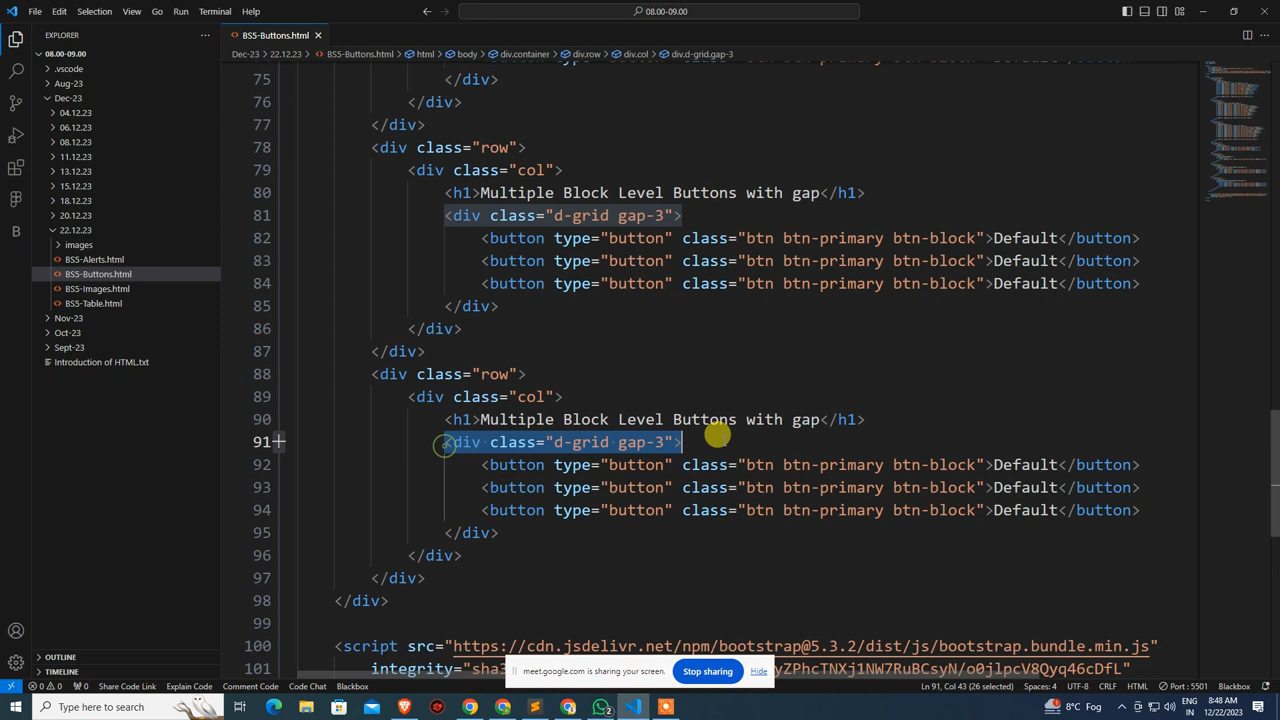 File Edit Selection View Go Run Terminal Help
08.00-09.00
EXPLORER
BS5-Buttons.html
08.00-09.00
Dec-23 > 22.12.23 > BS5-Buttons.html > html > body > div.container > div.row > div.col > div.d-grid.gap-3
.vscode
Aug-23
Dec-23
04.12.23
06.12.23
08.12.23
11.12.23
13.12.23
15.12.23
18.12.23
20.12.23
22.12.23
images
BS5-Alerts.html
BS5-Buttons.html
BS5-Images.html
BS5-Table.html
Nov-23
Oct-23
Sept-23
Introduction of HTML.txt
OUTLINE
TIMELINE
75 </div>
76 </div>
77 </div>
78 <div class="row">
79 <div class="col">
80 <h1>Multiple Block Level Buttons with gap</h1>
81 <div class="d-grid gap-3">
82 <button type="button" class="btn btn-primary btn-block">Default</button>
83 <button type="button" class="btn btn-primary btn-block">Default</button>
84 <button type="button" class="btn btn-primary btn-block">Default</button>
85 </div>
86 </div>
87 </div>
88 <div class="row">
89 <div class="col">
90 <h1>Multiple Block Level Buttons with gap</h1>
91 <div class="d-grid gap-3">
92 <button type="button" class="btn btn-primary btn-block">Default</button>
93 <button type="button" class="btn btn-primary btn-block">Default</button>
94 <button type="button" class="btn btn-primary btn-block">Default</button>
95 </div>
96 </div>
97 </div>
98 </div>
99
100 <script src="https://cdn.jsdelivr.net/npm/bootstrap@5.3.2/dist/js/bootstrap.bundle.min.js"
101 integrity="sha3
meet.google.com is sharing your screen. Stop sharing Hide
0 0 0 Share Code Link Explain Code Comment Code Code Chat Blackbox
Ln 91, Col 43 (26 selected) Spaces: 4 UTF-8 CRLF HTML Port : 5501 Blackbox
Type here to search
2
8°C Fog
ENG
IN
8:48 AM
12/22/2023